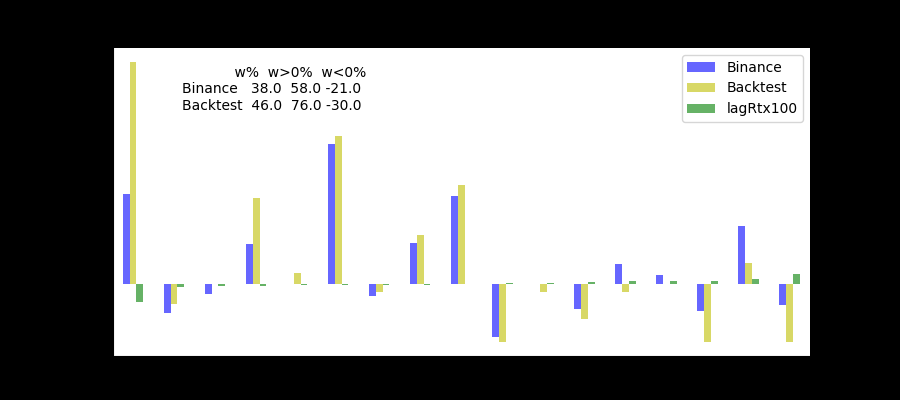 w% w>0% w<0%
Binance 38.0 58.0 -21.0
Backtest 46.0 76.0 -30.0
Binance
Backtest
lagRtx100